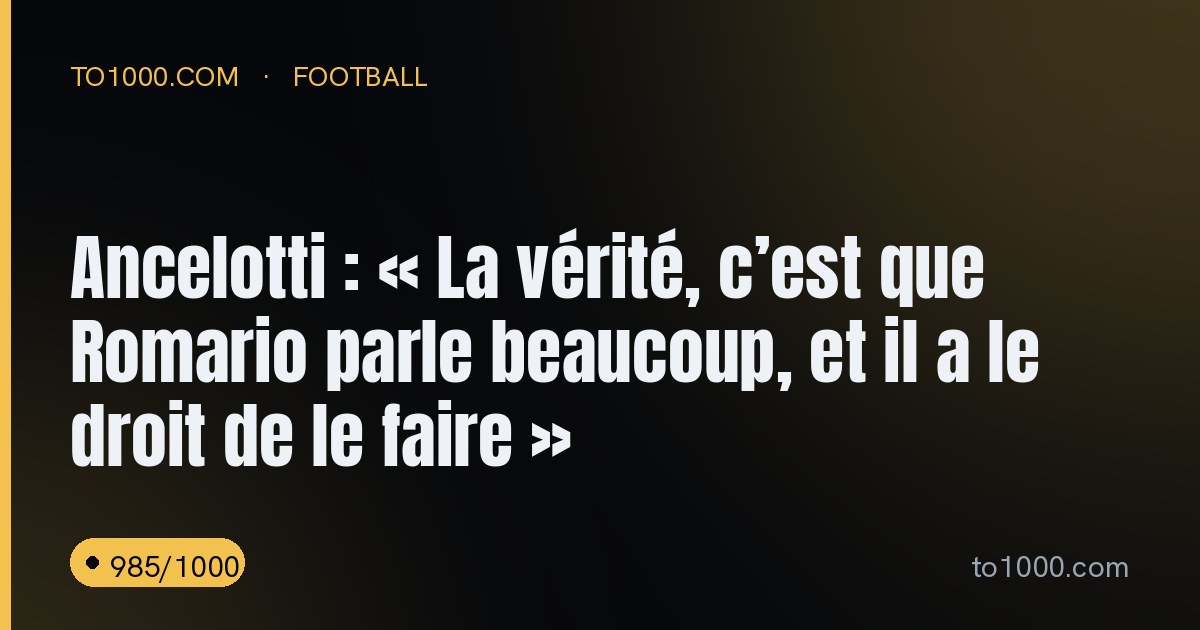 TO1000.COM · FOOTBALL
Ancelotti : « La vérité, c’est que
Romario parle beaucoup, et il a le
droit de le faire »
985/1000
to1000.com